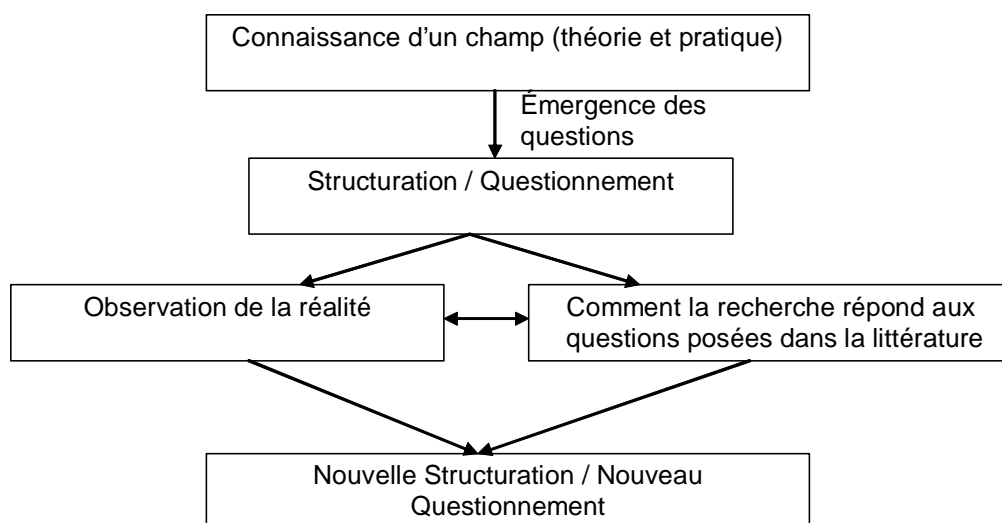 Connaissance d'un champ (théorie et pratique)
Émergence des
questions
Structuration / Questionnement
Observation de la réalité
Comment la recherche répond aux
questions posées dans la littérature
Nouvelle Structuration / Nouveau
Questionnement